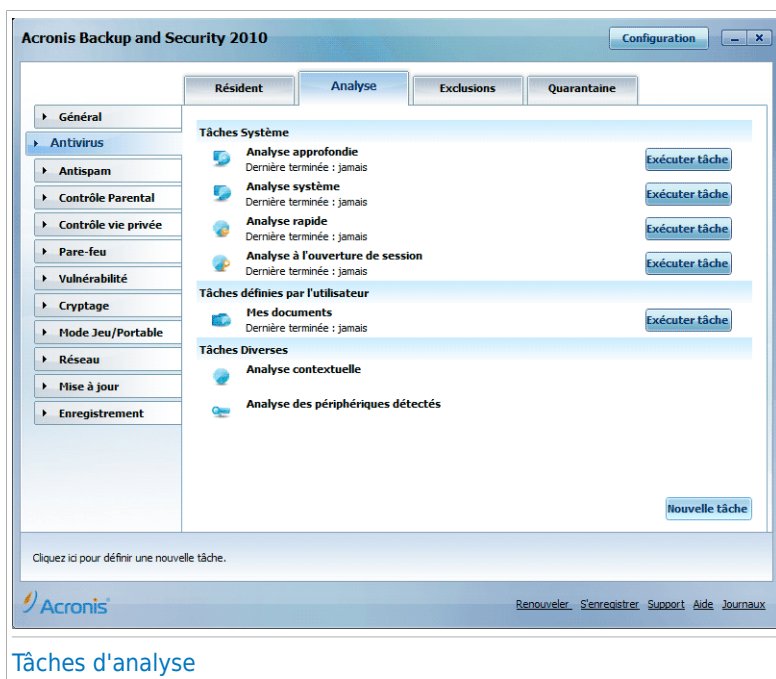 Acronis Backup and Security 2010
Configuration
Résident
Analyse
Exclusions
Quarantaine
Général
Antivirus
Antispam
Contrôle Parental
Contrôle vie privée
Pare-feu
Vulnérabilité
Cryptage
Mode Jeu/Portable
Réseau
Mise à jour
Enregistrement
Tâches Système
Analyse approfondie
Dernière terminée : jamais
Exécuter tâche
Analyse système
Dernière terminée : jamais
Exécuter tâche
Analyse rapide
Dernière terminée : jamais
Exécuter tâche
Analyse à l'ouverture de session
Dernière terminée : jamais
Exécuter tâche
Tâches définies par l'utilisateur
Mes documents
Dernière terminée : jamais
Exécuter tâche
Tâches Diverses
Analyse contextuelle
Analyse des périphériques détectés
Nouvelle tâche
Cliquez ici pour définir une nouvelle tâche.
Acronis
Renouveler S'enregistrer Support Aide Journaux
Tâches d'analyse